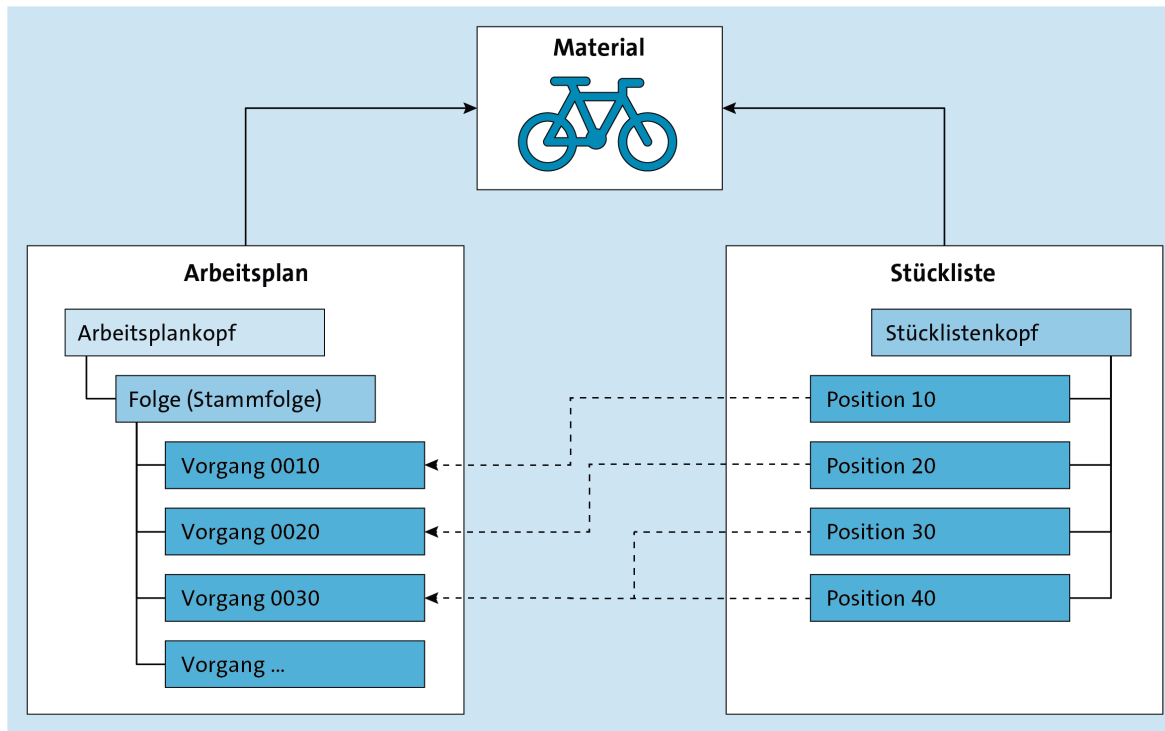 Material
Arbeitsplan
Arbeitsplankopf
Folge (Stammfolge)
Vorgang 0010
Vorgang 0020
Vorgang 0030
Vorgang ...
Stückliste
Stücklistenkopf
Position 10
Position 20
Position 30
Position 40